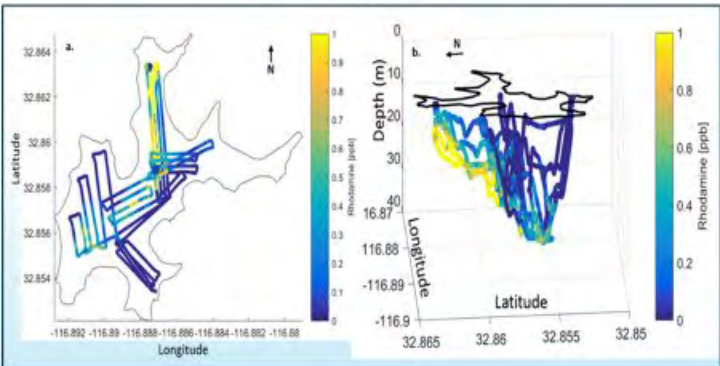 a.
N
32.864
32.862
32.86
32.858
32.856
32.854
Latitude
-116.892 -116.89 -116.888 -116.886 -116.884 -116.882 -116.88
Longitude
1
0.9
0.8
0.7
0.6
0.5
0.4
0.3
0.2
0.1
0
Rhodamine [ppb]
b.
N
0
10
20
30
40
Depth (m)
16.87
116.88
-116.89
-116.9
Longitude
Latitude
32.865 32.86 32.855 32.85
1
0.8
0.6
0.4
0.2
0
Rhodamine [ppb]